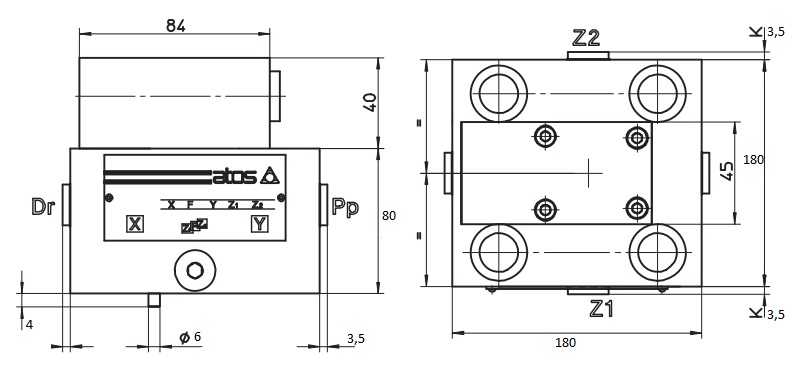 84
40
atos
X F Y Z1 Z2
X Y
Dr
Pp
80
4
ϕ 6
3,5
Z2
K 3,5
=
45
180
=
Z1
K 3,5
180